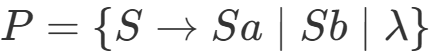 P = {S → Sa | Sb | λ}